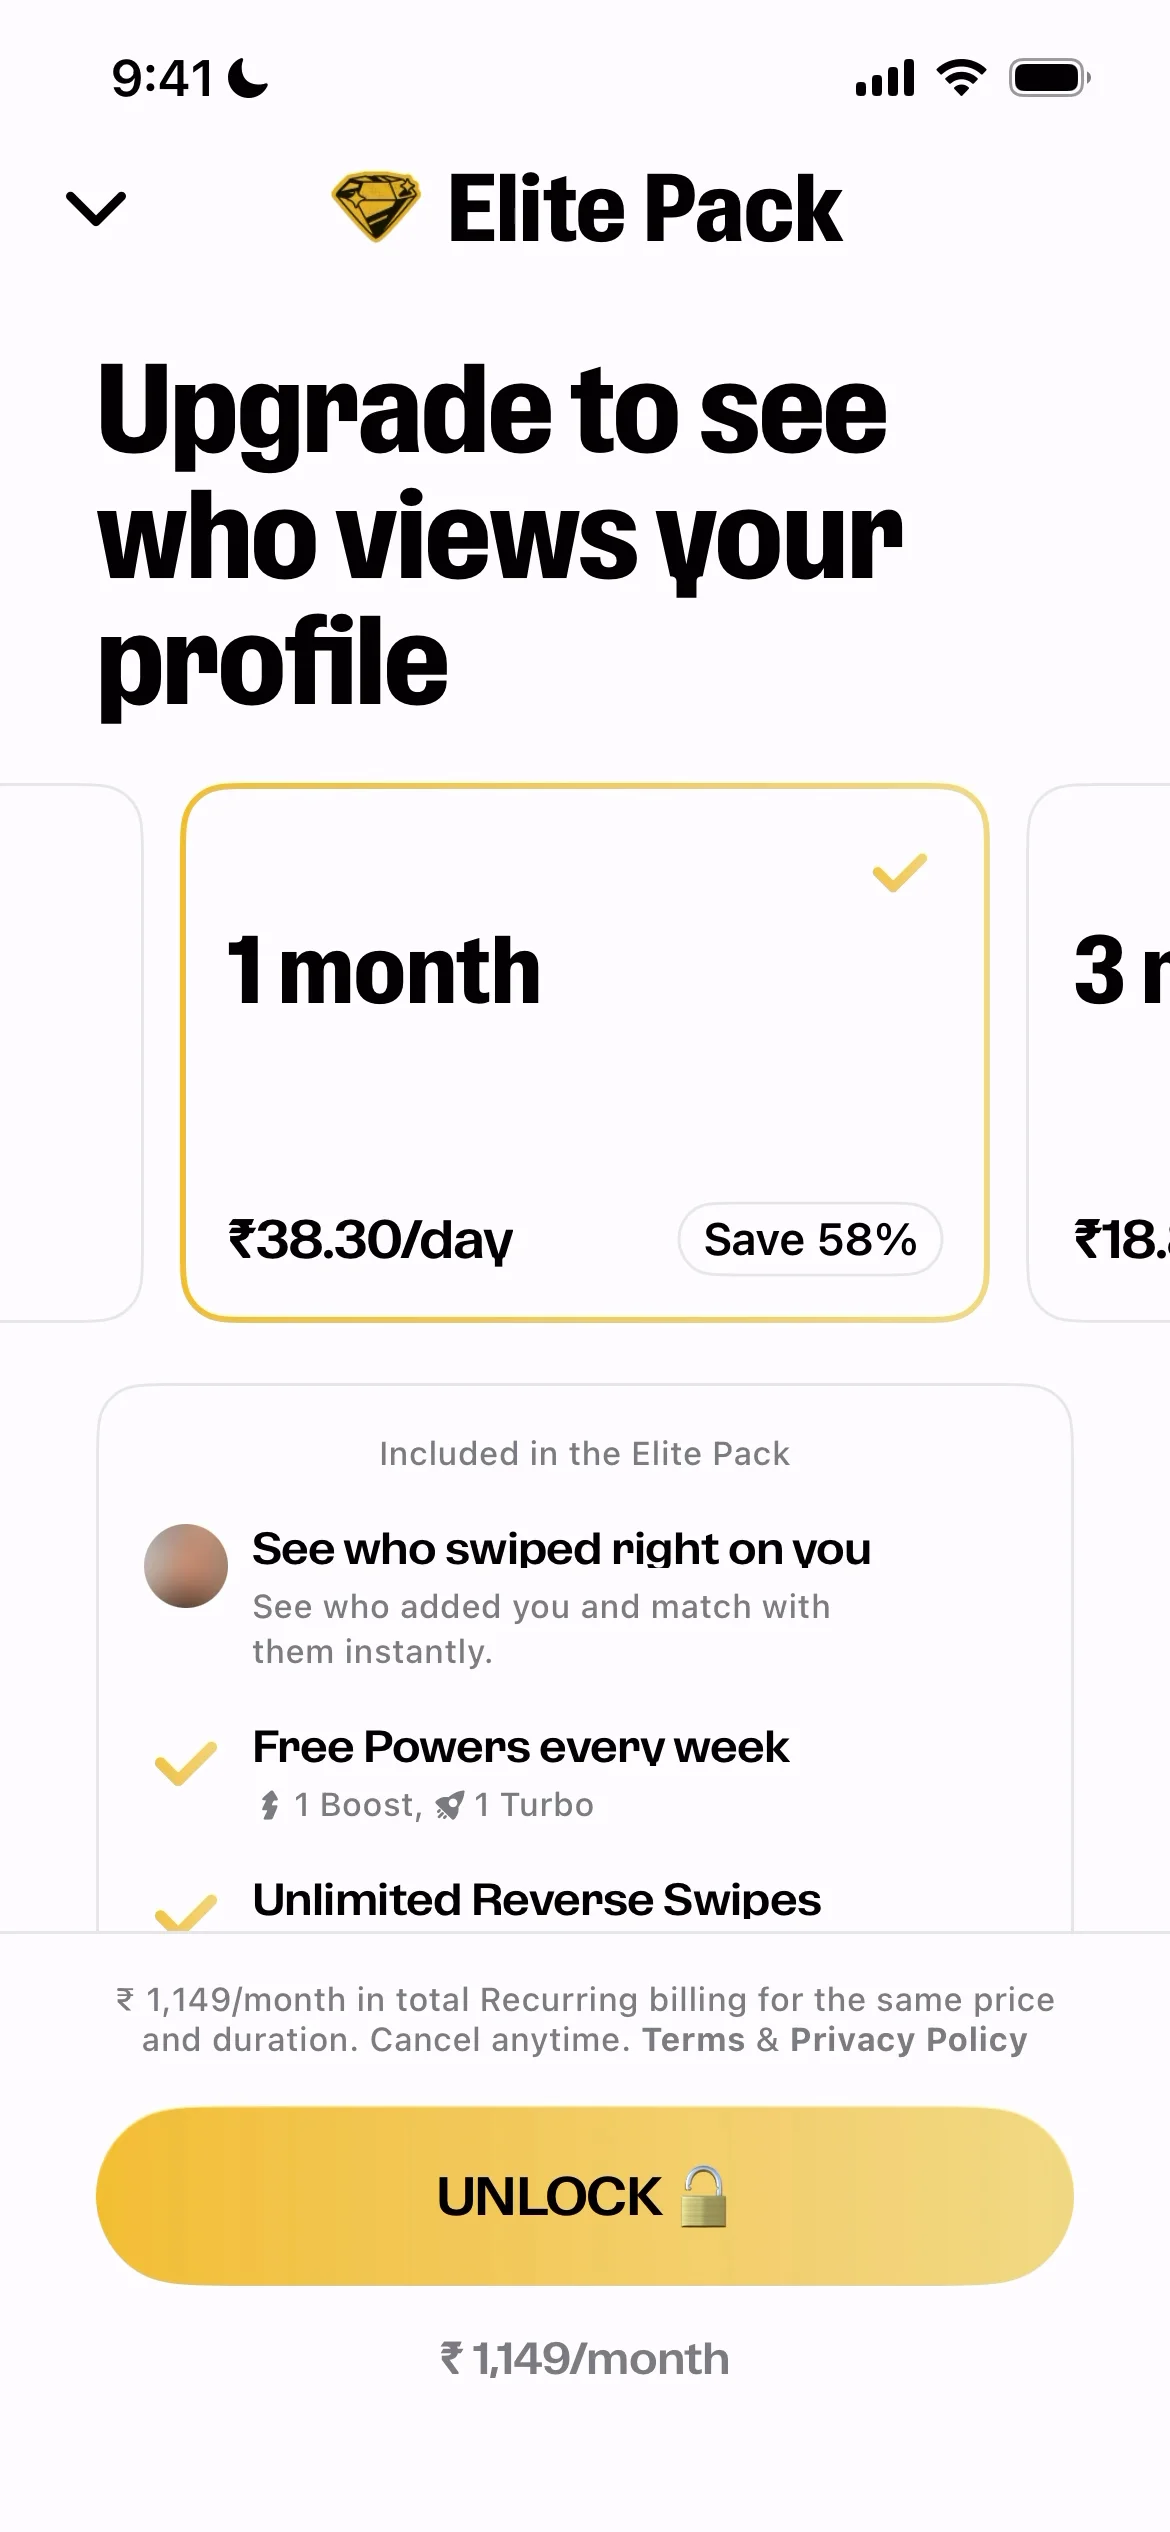 9:41
Elite Pack
Upgrade to see
who views your
profile
1 month
₹38.30/day
Save 58%
3
₹18.
Included in the Elite Pack
See who swiped right on you
See who added you and match with
them instantly.
Free Powers every week
1 Boost, 1 Turbo
Unlimited Reverse Swipes
₹ 1,149/month in total Recurring billing for the same price
and duration. Cancel anytime. Terms & Privacy Policy
UNLOCK
₹ 1,149/month